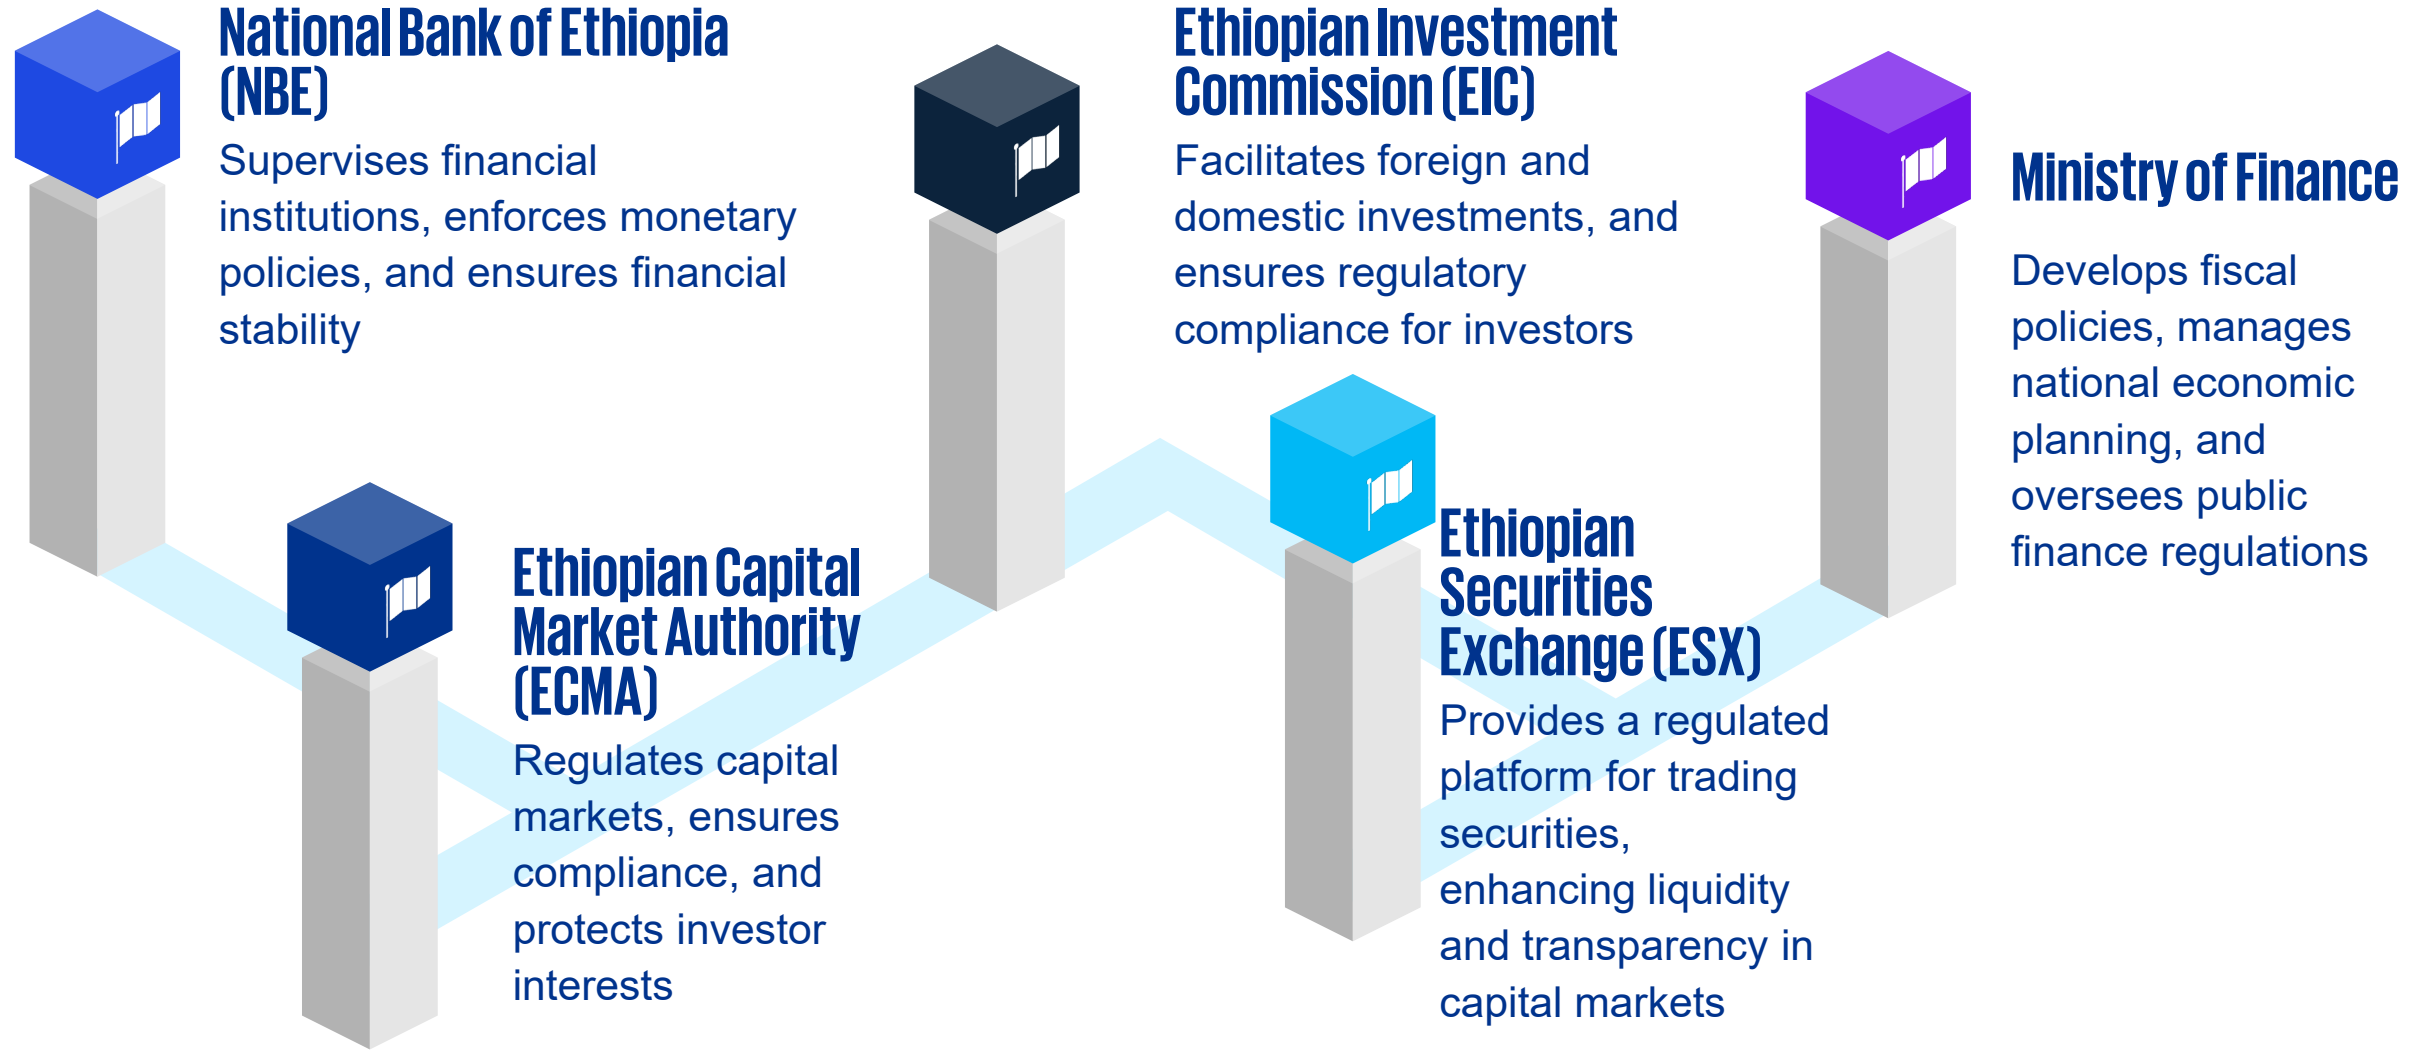 National Bank of Ethiopia
(NBE)
Supervises financial
institutions, enforces monetary
policies, and ensures financial
stability
Ethiopian Capital
Market Authority
(ECMA)
Regulates capital
markets, ensures
compliance, and
protects investor
interests
Ethiopian Investment
Commission (EIC)
Facilitates foreign and
domestic investments, and
ensures regulatory
compliance for investors
Ethiopian
Securities
Exchange (ESX)
Provides a regulated
platform for trading
securities,
enhancing liquidity
and transparency in
capital markets
Ministry of Finance
Develops fiscal
policies, manages
national economic
planning, and
oversees public
finance regulations